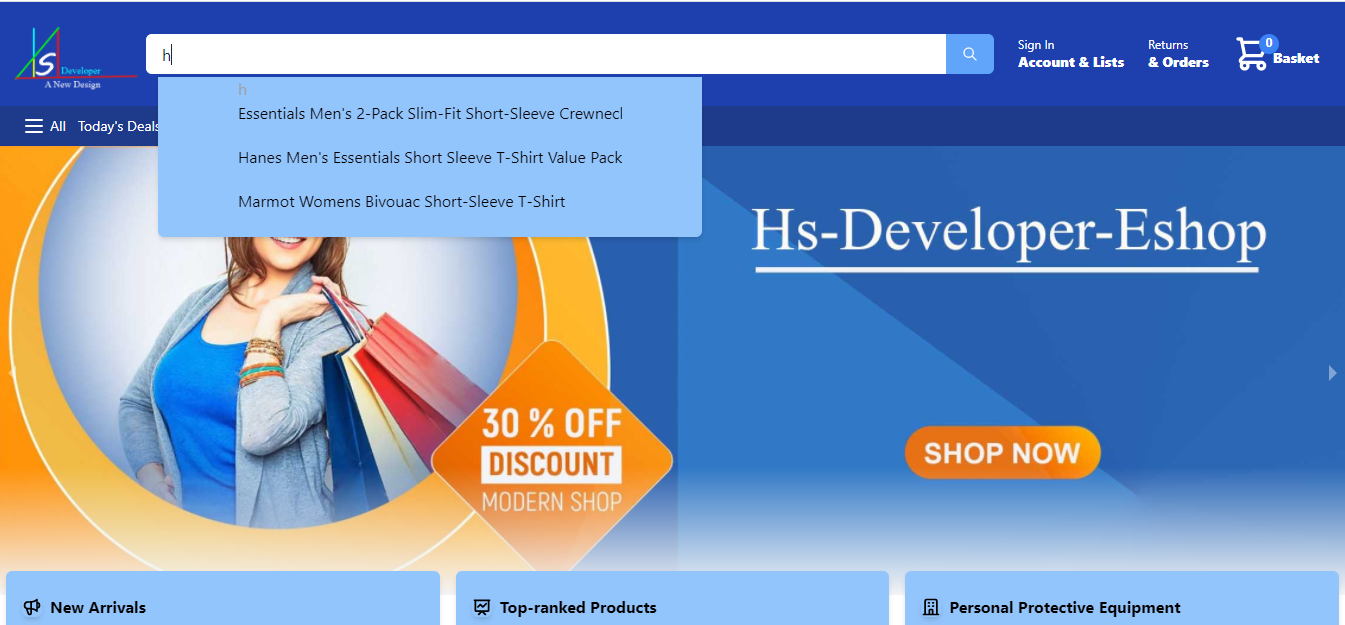 S Developer
A New Design
h
Sign In
Account & Lists
Returns
& Orders
0
Basket
h
Essentials Men's 2-Pack Slim-Fit Short-Sleeve Crewnecl
Hanes Men's Essentials Short Sleeve T-Shirt Value Pack
Marmot Womens Bivouac Short-Sleeve T-Shirt
All
Today's Deals
Hs-Developer-Eshop
30 % OFF
DISCOUNT
MODERN SHOP
SHOP NOW
New Arrivals
Top-ranked Products
Personal Protective Equipment